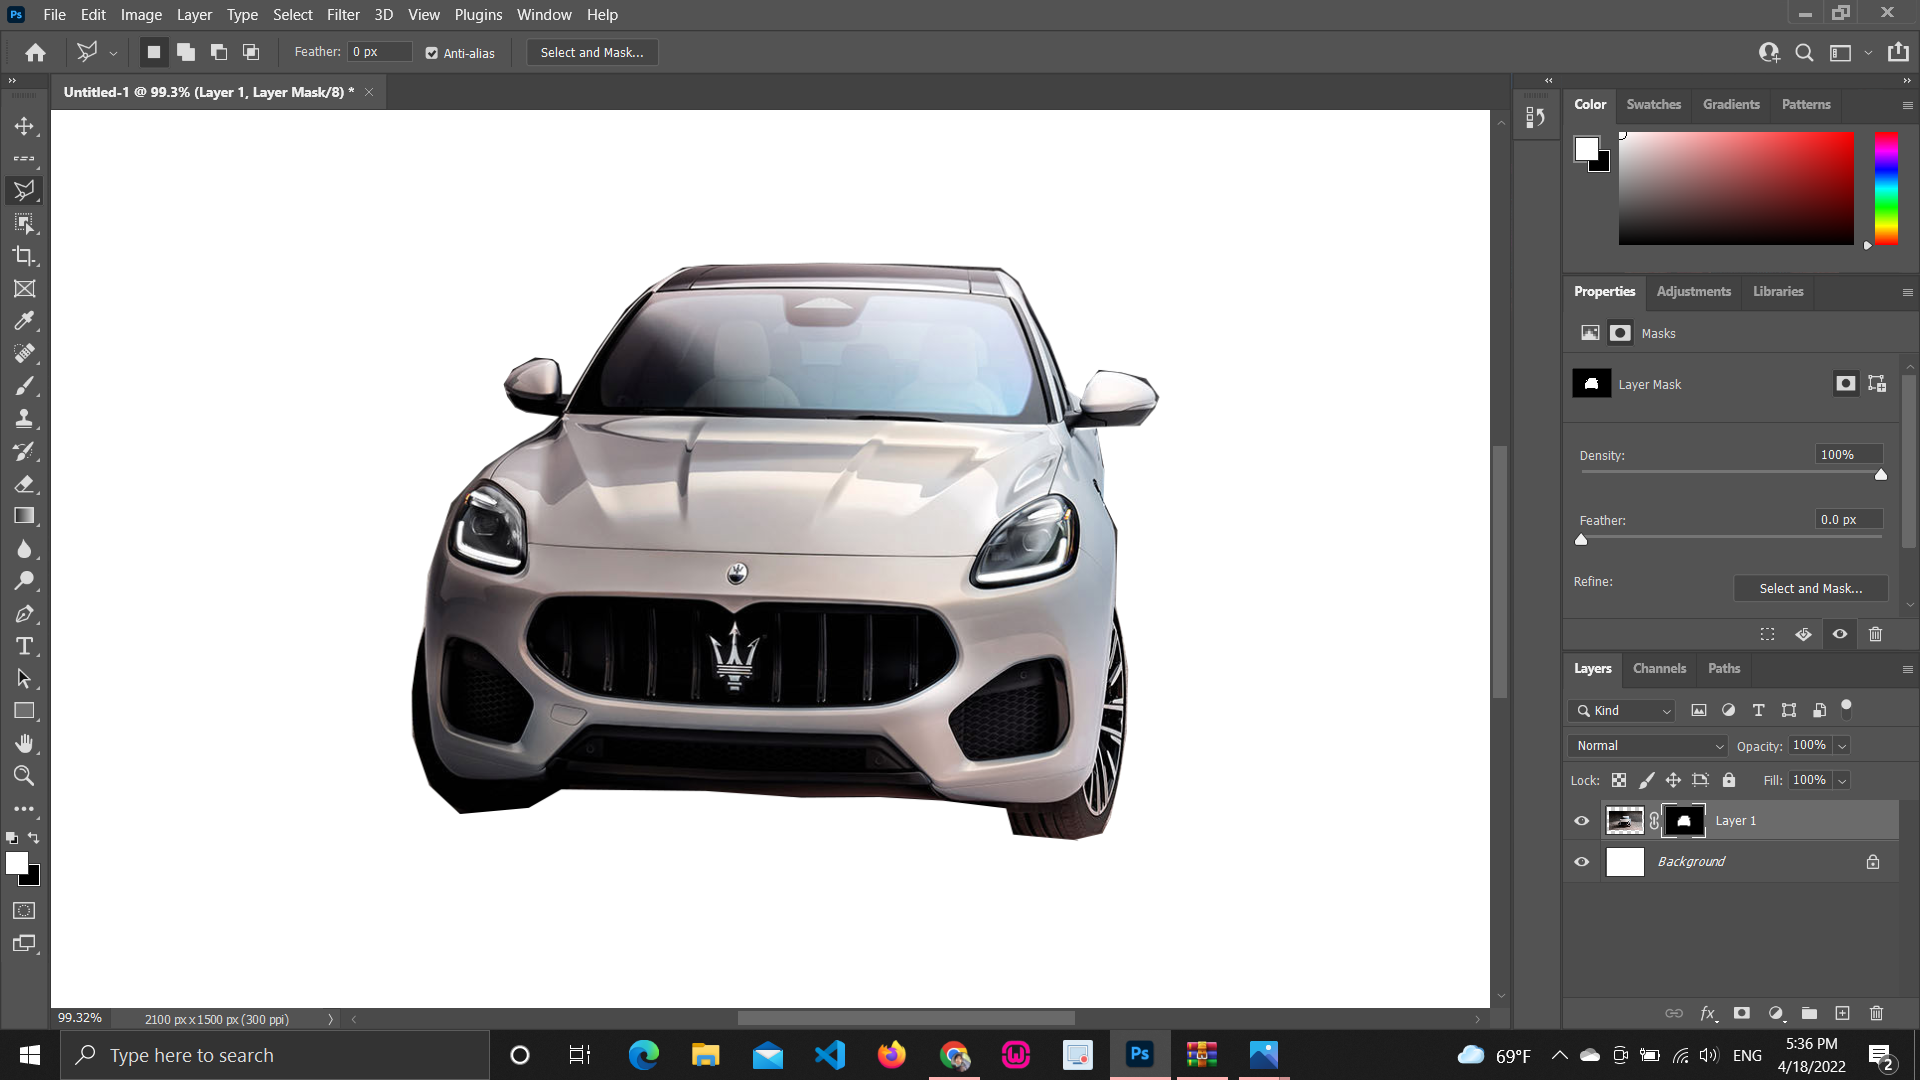 Ps File Edit Image Layer Type Select Filter 3D View Plugins Window Help
Feather: 0 px Anti-alias Select and Mask...
Untitled-1 @ 99.3% (Layer 1, Layer Mask/8) *
Color Swatches Gradients Patterns
Properties Adjustments Libraries
Masks
Layer Mask
Density: 100%
Feather: 0.0 px
Refine: Select and Mask...
Layers Channels Paths
Kind
Normal Opacity: 100%
Lock: Fill: 100%
Layer 1
Background
fx
99.32% 2100 px x 1500 px (300 ppi)
Type here to search
Ps
69°F ENG 5:36 PM
4/18/2022
2